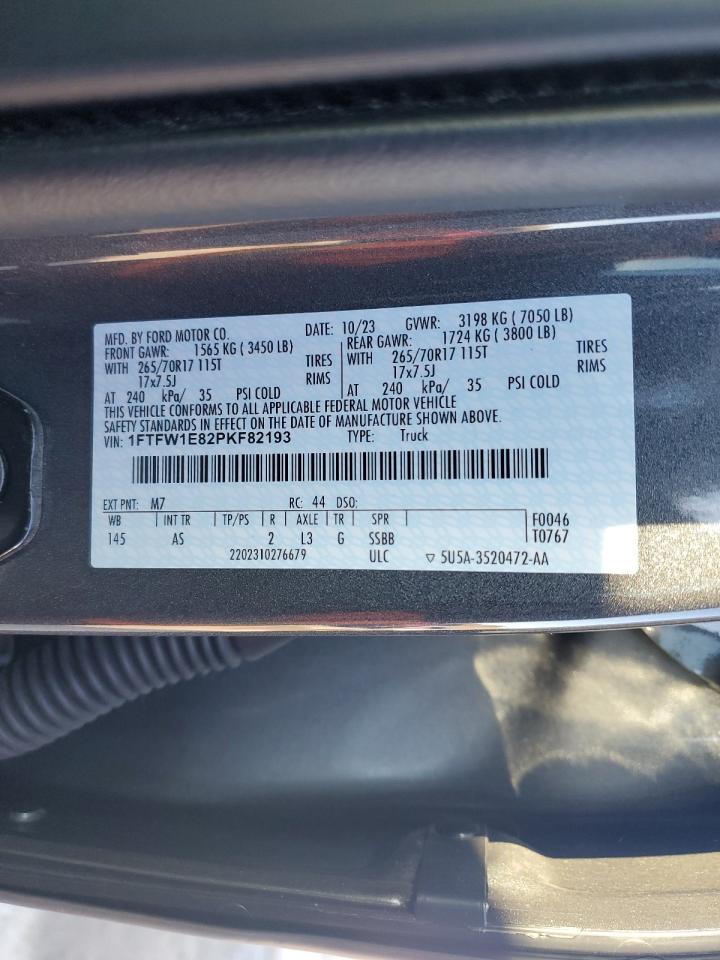 MFD. BY FORD MOTOR CO. DATE: 10/23 GVWR: 3198 KG ( 7050 LB)
FRONT GAWR: 1565 KG ( 3450 LB) REAR GAWR: 1724 KG ( 3800 LB)
WITH 265/70R17 115T TIRES WITH 265/70R17 115T TIRES
17x7.5J RIMS 17x7.5J RIMS
AT 240 kPa/ 35 PSI COLD AT 240 kPa/ 35 PSI COLD
THIS VEHICLE CONFORMS TO ALL APPLICABLE FEDERAL MOTOR VEHICLE
SAFETY STANDARDS IN EFFECT ON THE DATE OF MANUFACTURE SHOWN ABOVE.
VIN: 1FTFW1E82PKF82193 TYPE: Truck
EXT PNT: M7 RC: 44 DSO:
WB INT TR TP/PS R AXLE TR SPR F0046
145 AS 2 L3 G SSBB T0767
2202310276679 ULC ▽ 5U5A-3520472-AA